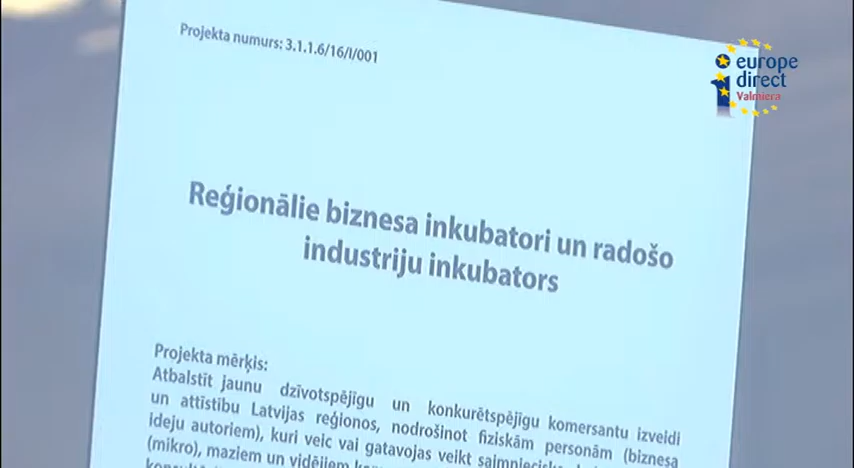 Projekta numurs: 3.1.1.6/16/I/001
europe
direct
Valmiera
Reģionālie biznesa inkubatori un radošo
industriju inkubators
Projekta mērķis:
Atbalstīt jaunu dzīvotspējīgu un konkurētspējīgu komersantu izveidi
un attīstību Latvijas reģionos, nodrošinot fiziskām personām (biznesa
ideju autoriem), kuri veic vai gatavojas veikt
(mikro), maziem un vidējiem